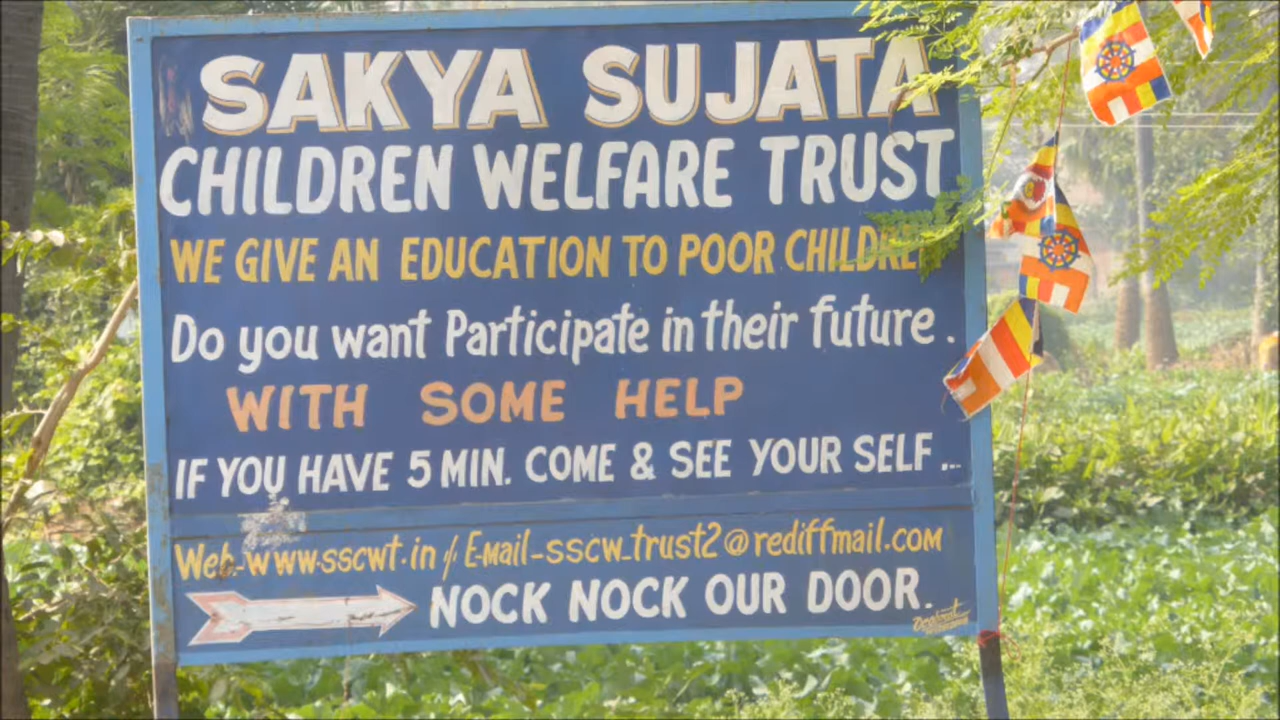 SAKYA SUJATA
CHILDREN WELFARE TRUST
WE GIVE AN EDUCATION TO POOR CHILDREN
Do you want Participate in their future .
WITH SOME HELP
IF YOU HAVE 5 MIN. COME & SEE YOUR SELF ...
Web.-www.sscwt.in / E-mail-sscw_trust2@rediffmail.com
NOCK NOCK OUR DOOR.